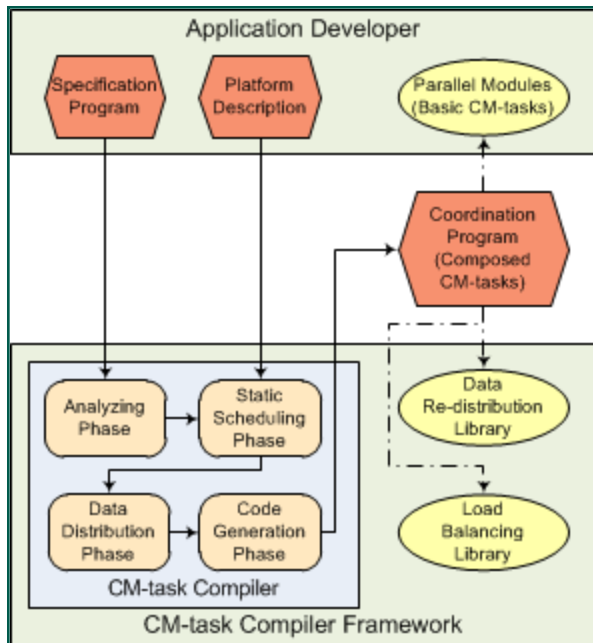 Application Developer
Specification
Program
Platform
Description
Parallel Modules
(Basic CM-tasks)
Coordination
Program
(Composed
CM-tasks)
Analyzing
Phase
Static
Scheduling
Phase
Data
Re-distribution
Library
Data
Distribution
Phase
Code
Generation
Phase
Load
Balancing
Library
CM-task Compiler
CM-task Compiler Framework